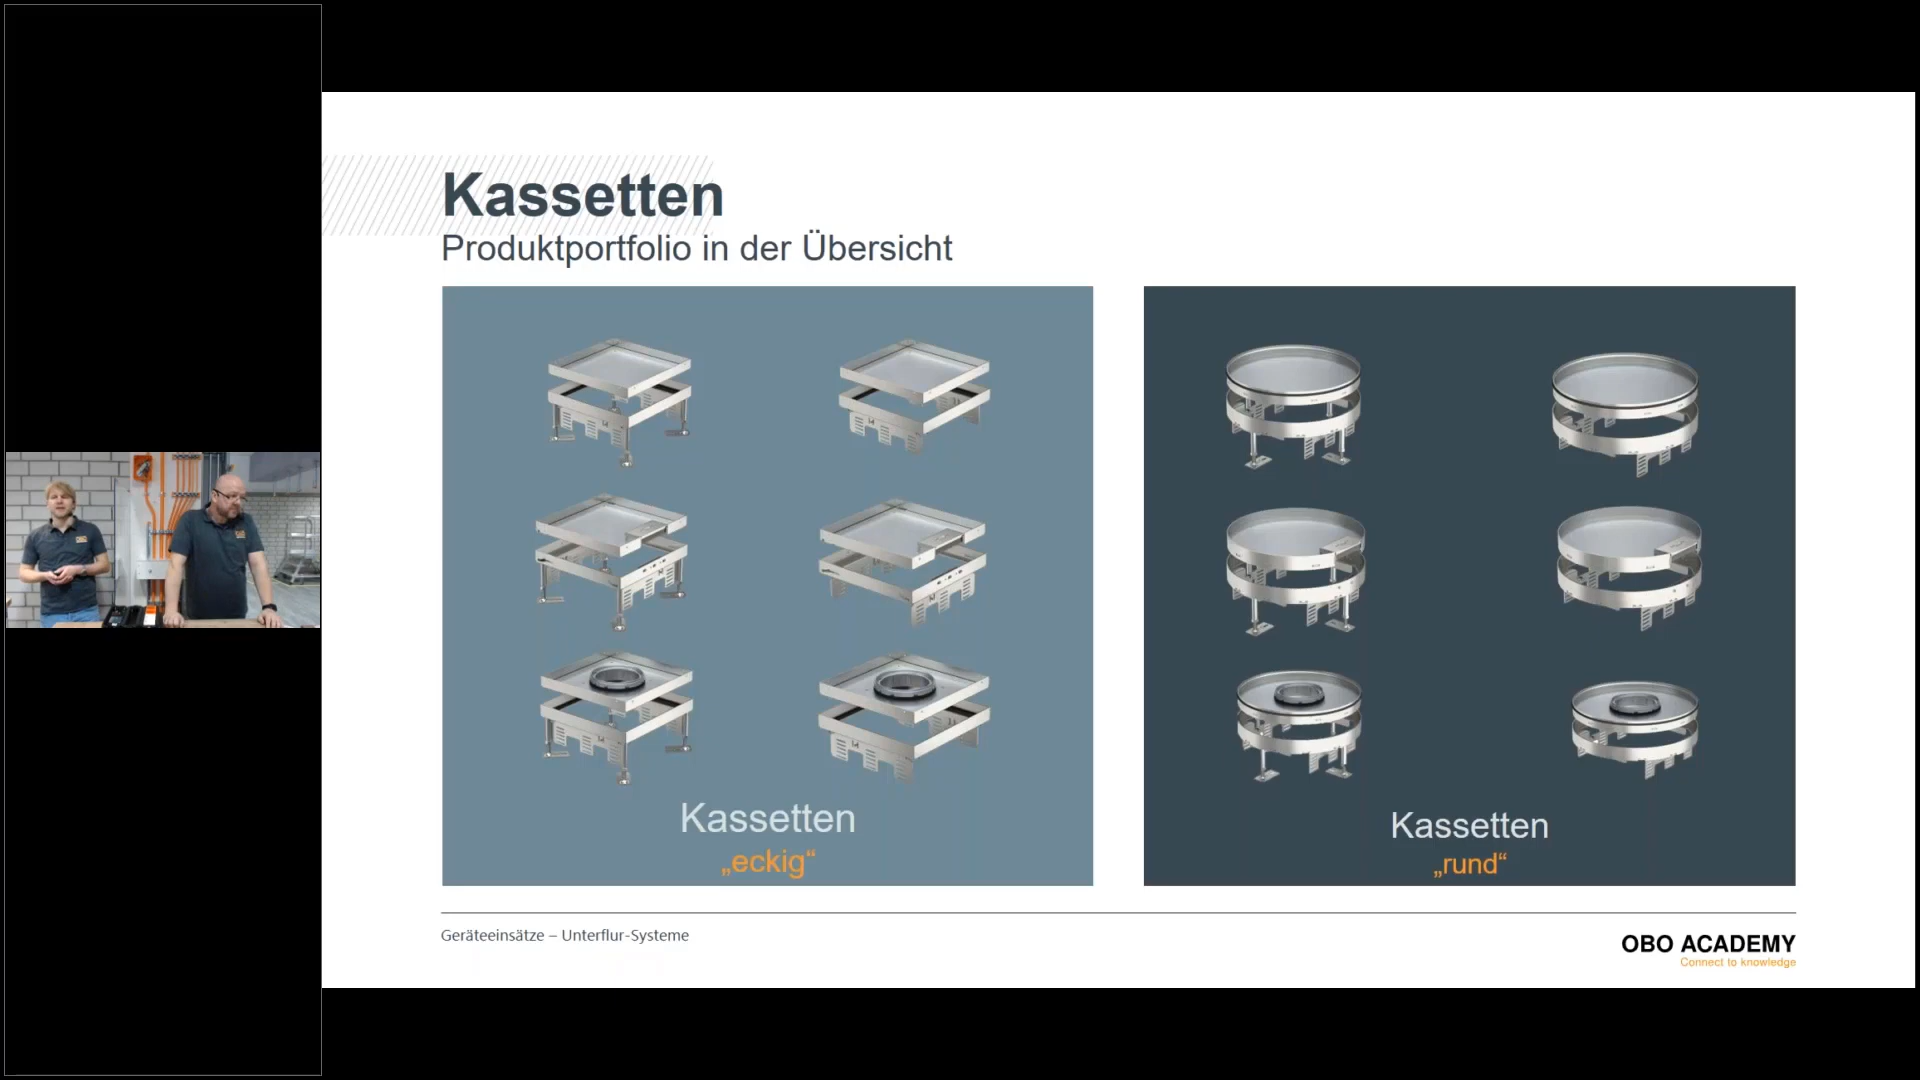 Kassetten
Produktportfolio in der Übersicht
Kassetten
„eckig“
Kassetten
„rund“
Geräteeinsätze – Unterflur-Systeme
OBO ACADEMY
Connect to knowledge